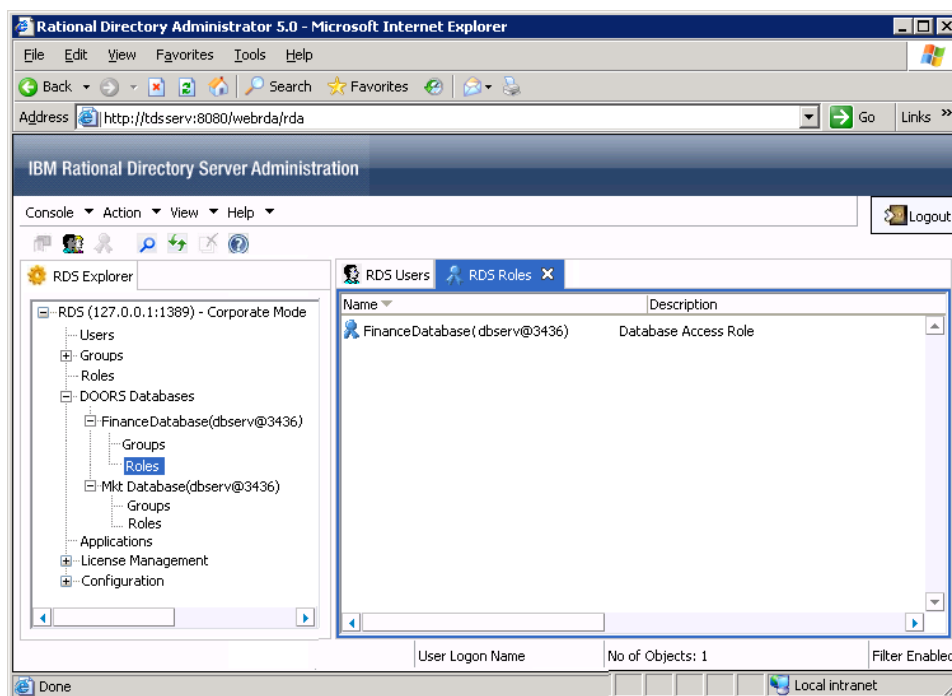 Rational Directory Administrator 5.0 - Microsoft Internet Explorer
File Edit View Favorites Tools Help
Back Search Favorites
Address http://tdsserv:8080/webrda/rda Go Links »
IBM Rational Directory Server Administration
Console Action View Help
Logout
RDS Explorer
RDS Users RDS Roles
Name Description
FinanceDatabase(dbserv@3436) Database Access Role
RDS (127.0.0.1:1389) - Corporate Mode
Users
Groups
Roles
DOORS Databases
FinanceDatabase(dbserv@3436)
Groups
Roles
Mkt Database(dbserv@3436)
Groups
Roles
Applications
License Management
Configuration
User Logon Name No of Objects: 1 Filter Enabled
Done Local intranet